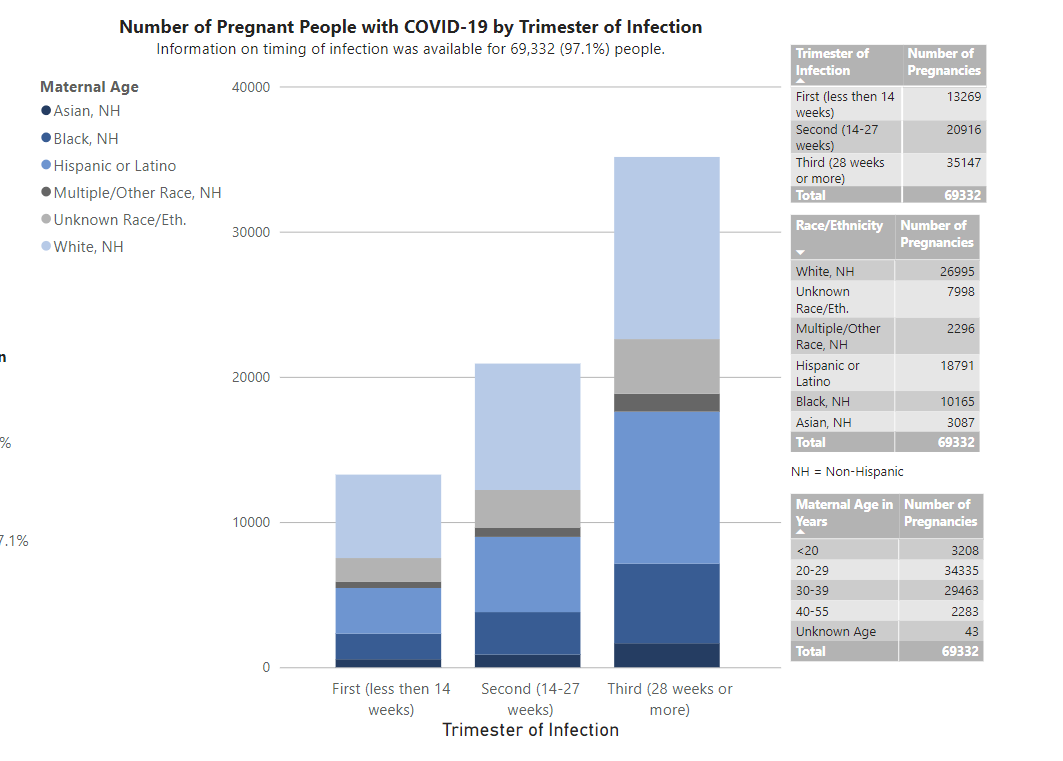 Number of Pregnant People with COVID-19 by Trimester of Infection
Information on timing of infection was available for 69,332 (97.1%) people.
Maternal Age
Asian, NH
Black, NH
Hispanic or Latino
Multiple/Other Race, NH
Unknown Race/Eth.
White, NH
n
%
7.1%
40000
30000
20000
10000
0
First (less then 14
weeks)
Second (14-27
weeks)
Third (28 weeks or
more)
Trimester of Infection
Trimester of Infection Number of Pregnancies
First (less then 14 weeks) 13269
Second (14-27 weeks) 20916
Third (28 weeks or more) 35147
Total 69332
Race/Ethnicity Number of Pregnancies
White, NH 26995
Unknown Race/Eth. 7998
Multiple/Other Race, NH 2296
Hispanic or Latino 18791
Black, NH 10165
Asian, NH 3087
Total 69332
NH = Non-Hispanic
Maternal Age in Years Number of Pregnancies
<20 3208
20-29 34335
30-39 29463
40-55 2283
Unknown Age 43
Total 69332